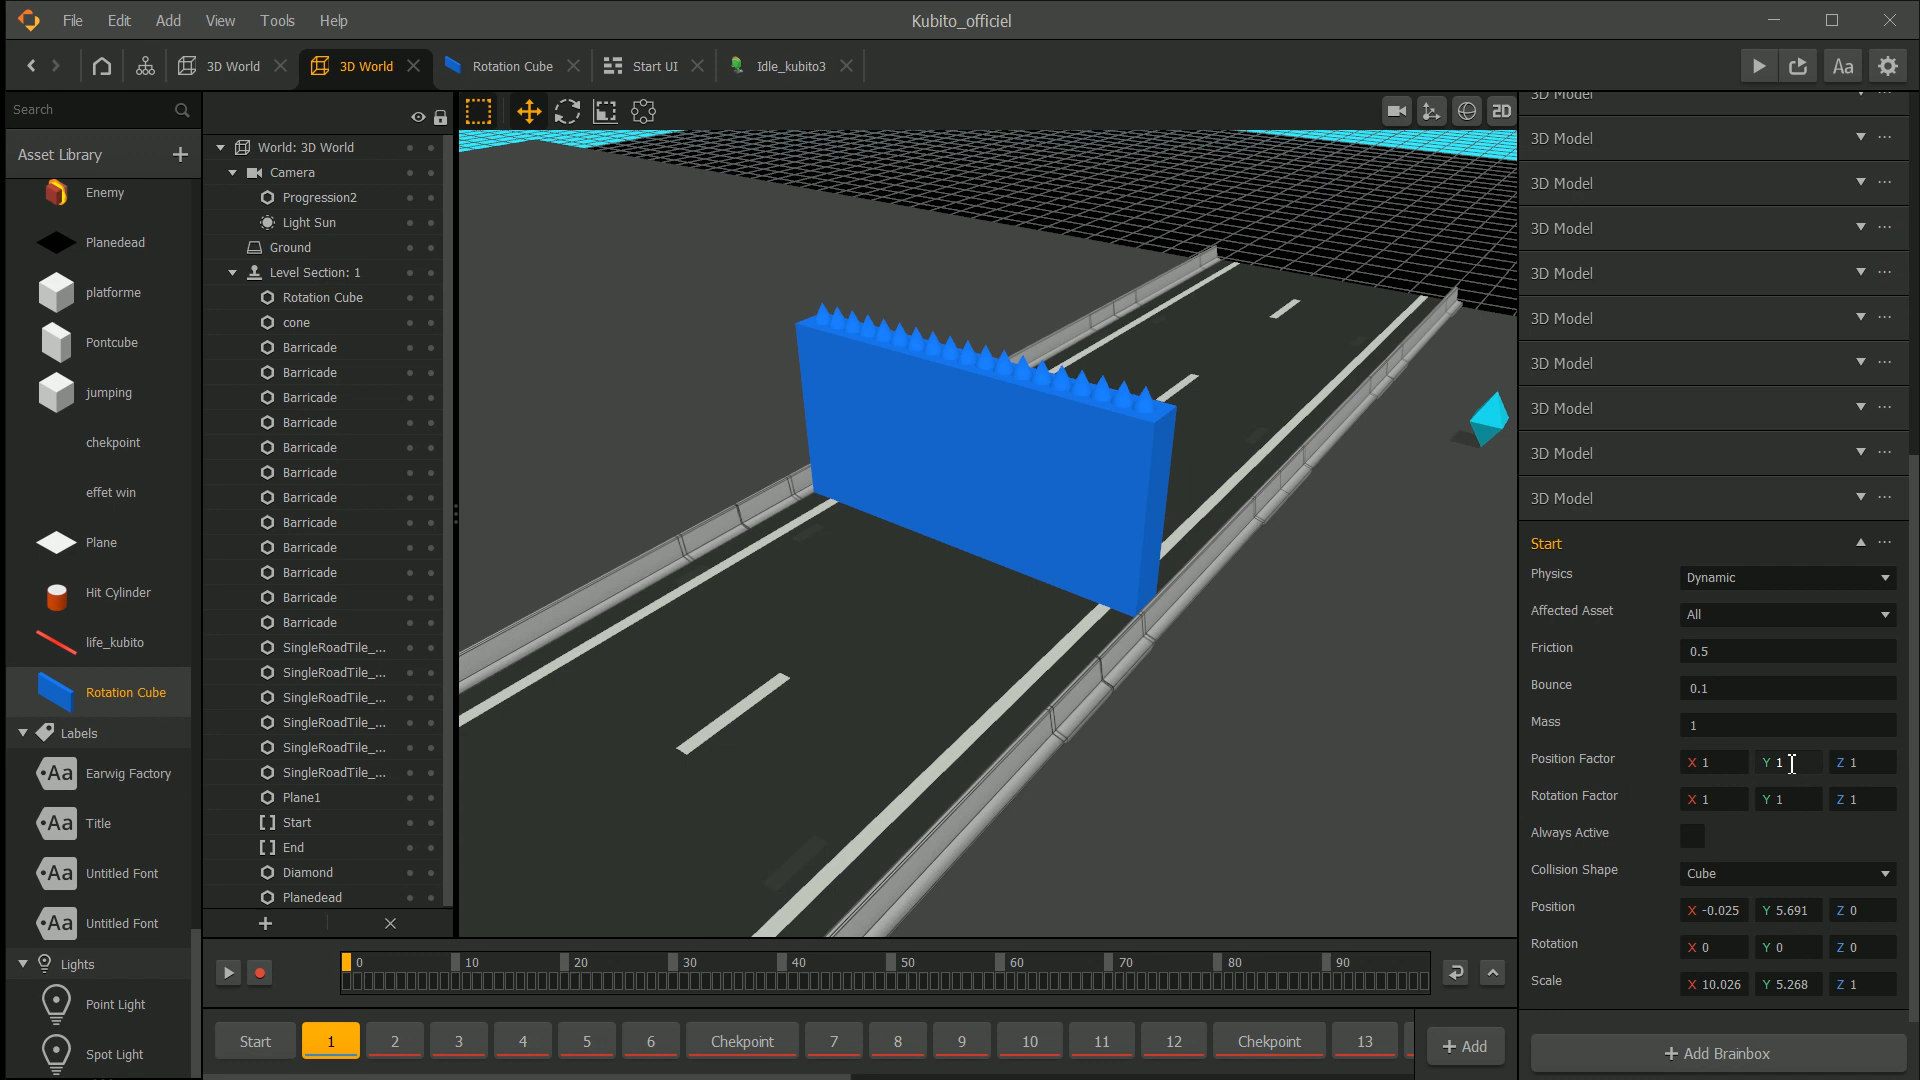 File Edit Add View Tools Help
Kubito_officiel
3D World
3D World
Rotation Cube
Start UI
Idle_kubito3
Aa
Search
Asset Library
Enemy
Planedead
platforme
Pontcube
jumping
chekpoint
effet win
Plane
Hit Cylinder
life_kubito
Rotation Cube
Labels
Aa Earwig Factory
Aa Title
Aa Untitled Font
Aa Untitled Font
Lights
Point Light
Spot Light
World: 3D World
Camera
Progression2
Light Sun
Ground
Level Section: 1
Rotation Cube
cone
Barricade
Barricade
Barricade
Barricade
Barricade
Barricade
Barricade
Barricade
Barricade
Barricade
Barricade
Barricade
SingleRoadTile_...
SingleRoadTile_...
SingleRoadTile_...
SingleRoadTile_...
SingleRoadTile_...
SingleRoadTile_...
Plane1
Start
End
Diamond
Planedead
2D
3D Model
3D Model
3D Model
3D Model
3D Model
3D Model
3D Model
3D Model
3D Model
3D Model
Start
Physics Dynamic
Affected Asset All
Friction 0.5
Bounce 0.1
Mass 1
Position Factor X 1 Y 1 Z 1
Rotation Factor X 1 Y 1 Z 1
Always Active
Collision Shape Cube
Position X -0.025 Y 5.691 Z 0
Rotation X 0 Y 0 Z 0
Scale X 10.026 Y 5.268 Z 1
+ Add Brainbox
0 10 20 30 40 50 60 70 80 90
Start 1 2 3 4 5 6 Chekpoint 7 8 9 10 11 12 Chekpoint 13
+ Add